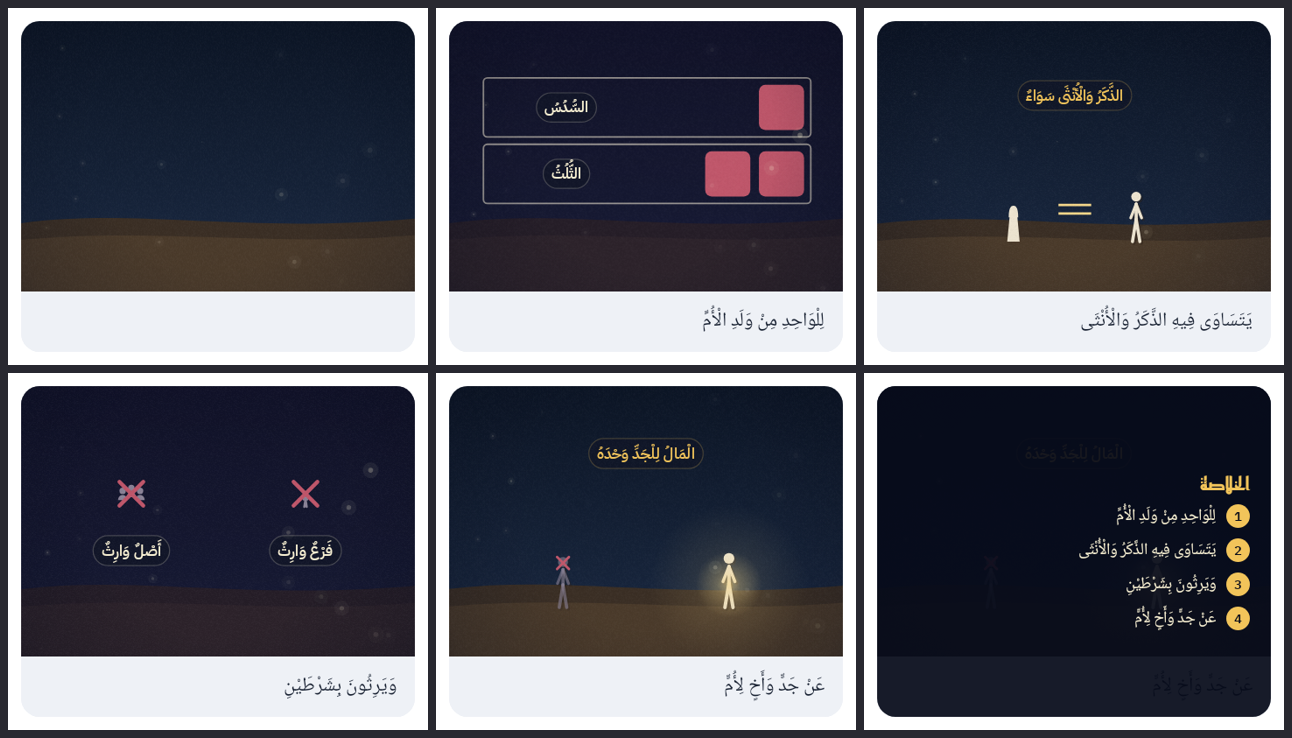 السُّدُسُ
الثُّلُثُ
لِلْوَاحِدِ مِنْ وَلَدِ الْأُمِّ
الذَّكَرُ وَالْأُنْثَى سَوَاءٌ
يَتَسَاوَى فِيهِ الذَّكَرُ وَالْأُنْثَى
فَرْعٌ وَارِثٌ
أَصْلٌ وَارِثٌ
وَيَرِثُونَ بِشَرْطَيْنِ
الْمَالُ لِلْجَدِّ وَحْدَهُ
عَنْ جَدٍّ وَأَخٍ لِأُمٍّ
الْمَالُ لِلْجَدِّ وَحْدَهُ
الخلاصة
1 لِلْوَاحِدِ مِنْ وَلَدِ الْأُمِّ
2 يَتَسَاوَى فِيهِ الذَّكَرُ وَالْأُنْثَى
3 وَيَرِثُونَ بِشَرْطَيْنِ
4 عَنْ جَدٍّ وَأَخٍ لِأُمٍّ
عَنْ جَدٍّ وَأَخٍ لِأُمٍّ